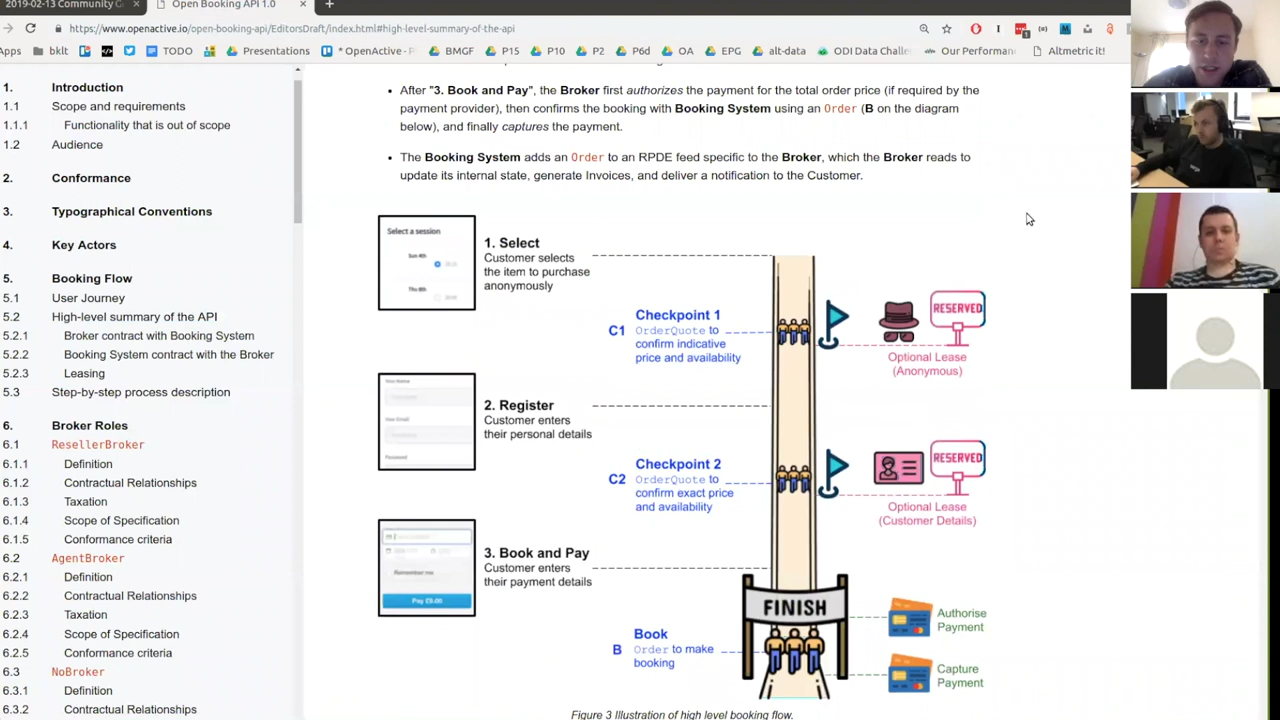 2019-02-13 Community G
Open Booking API 1.0
https://www.openactive.io/open-booking-api/EditorsDraft/index.html#high-level-summary-of-the-api
Apps
bklt
TODO
Presentations
* OpenActive - P
BMGF
P15
P10
P2
P6d
OA
EPG
alt-data
ODI Data Challe
Our Performanc
Altmetric it!
1. Introduction
1.1 Scope and requirements
1.1.1 Functionality that is out of scope
1.2 Audience
2. Conformance
3. Typographical Conventions
4. Key Actors
5. Booking Flow
5.1 User Journey
5.2 High-level summary of the API
5.2.1 Broker contract with Booking System
5.2.2 Booking System contract with the Broker
5.2.3 Leasing
5.3 Step-by-step process description
6. Broker Roles
6.1 ResellerBroker
6.1.1 Definition
6.1.2 Contractual Relationships
6.1.3 Taxation
6.1.4 Scope of Specification
6.1.5 Conformance criteria
6.2 AgentBroker
6.2.1 Definition
6.2.2 Contractual Relationships
6.2.3 Taxation
6.2.4 Scope of Specification
6.2.5 Conformance criteria
6.3 NoBroker
6.3.1 Definition
6.3.2 Contractual Relationships
• After "3. Book and Pay", the Broker first authorizes the payment for the total order price (if required by the
payment provider), then confirms the booking with Booking System using an Order (B on the diagram
below), and finally captures the payment.
• The Booking System adds an Order to an RPDE feed specific to the Broker, which the Broker reads to
update its internal state, generate Invoices, and deliver a notification to the Customer.
Select a session
Sun 4th
Thu 8th
1. Select
Customer selects
the item to purchase
anonymously
C1
Checkpoint 1
OrderQuote to
confirm indicative
price and availability
RESERVED
Optional Lease
(Anonymous)
2. Register
Customer enters
their personal details
C2
Checkpoint 2
OrderQuote to
confirm exact price
and availability
RESERVED
Optional Lease
(Customer Details)
Remember me
Pay £5.00
3. Book and Pay
Customer enters
their payment details
FINISH
B
Book
Order to make
booking
Authorise
Payment
Capture
Payment
Figure 3 Illustration of high level booking flow.